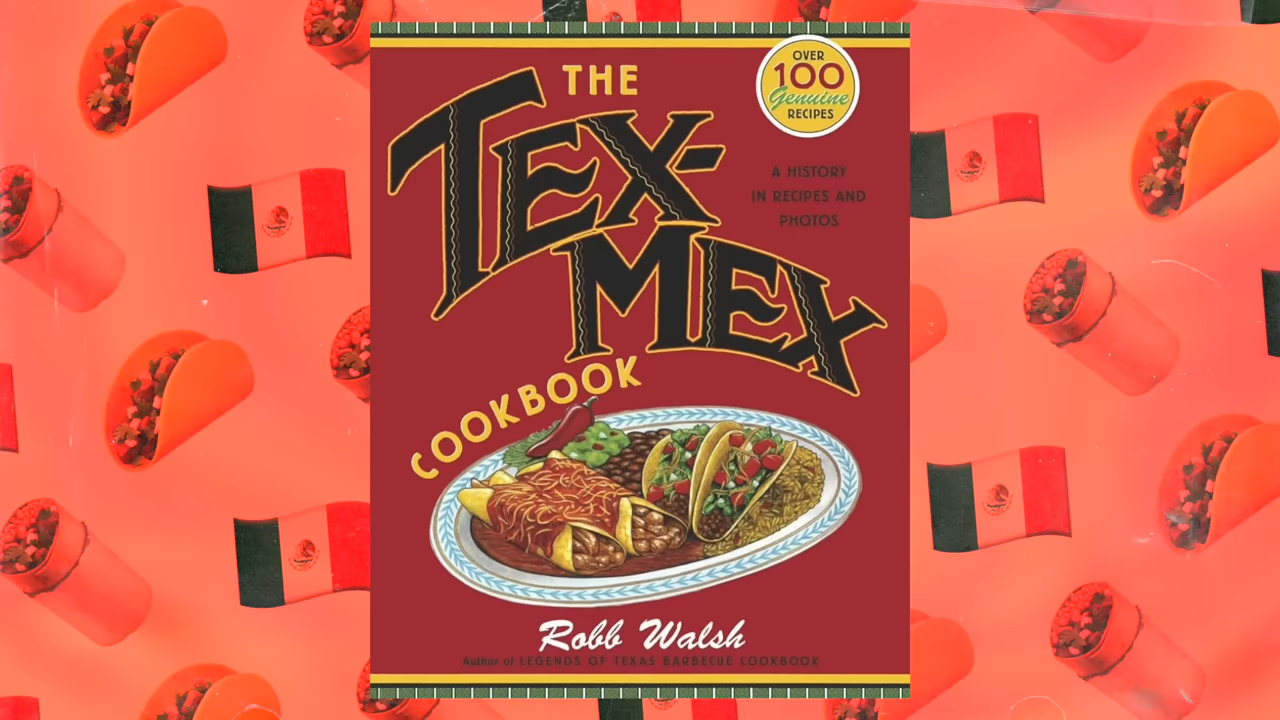 THE
TEX-
MEX
COOKBOOK
OVER
100
Genuine
RECIPES
A HISTORY
IN RECIPES AND
PHOTOS
Robb Walsh
Author of LEGENDS OF TEXAS BARBECUE COOKBOOK